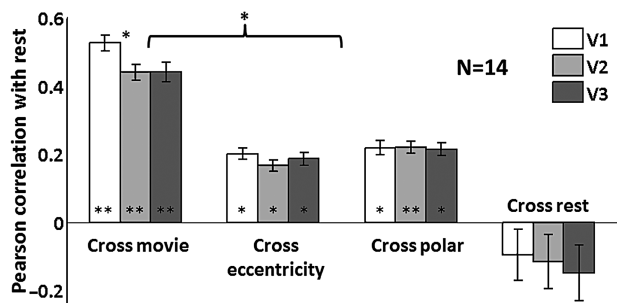 Pearson correlation with rest
0.6
0.4
0.2
0
−0.2
*
*
N=14
V1
V2
V3
** ** **
* * *
* ** *
Cross movie
Cross
eccentricity
Cross polar
Cross rest